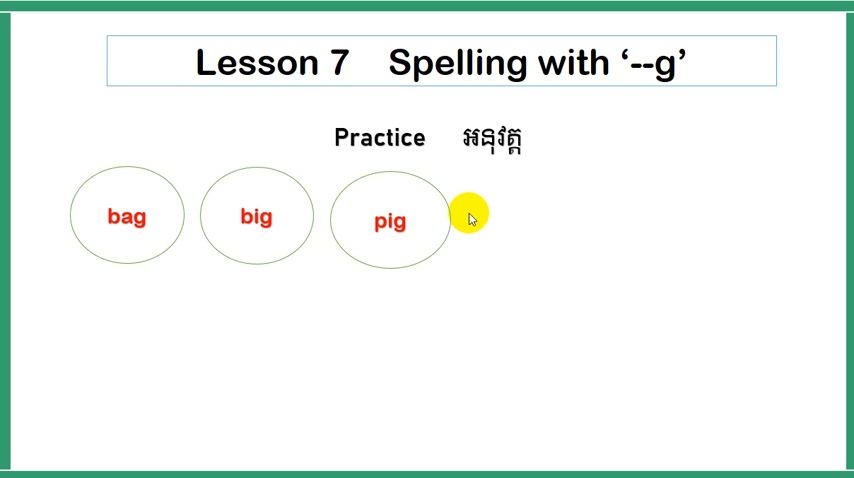 Lesson 7 Spelling with ‘--g’
Practice អនុវត្ត
bag big pig